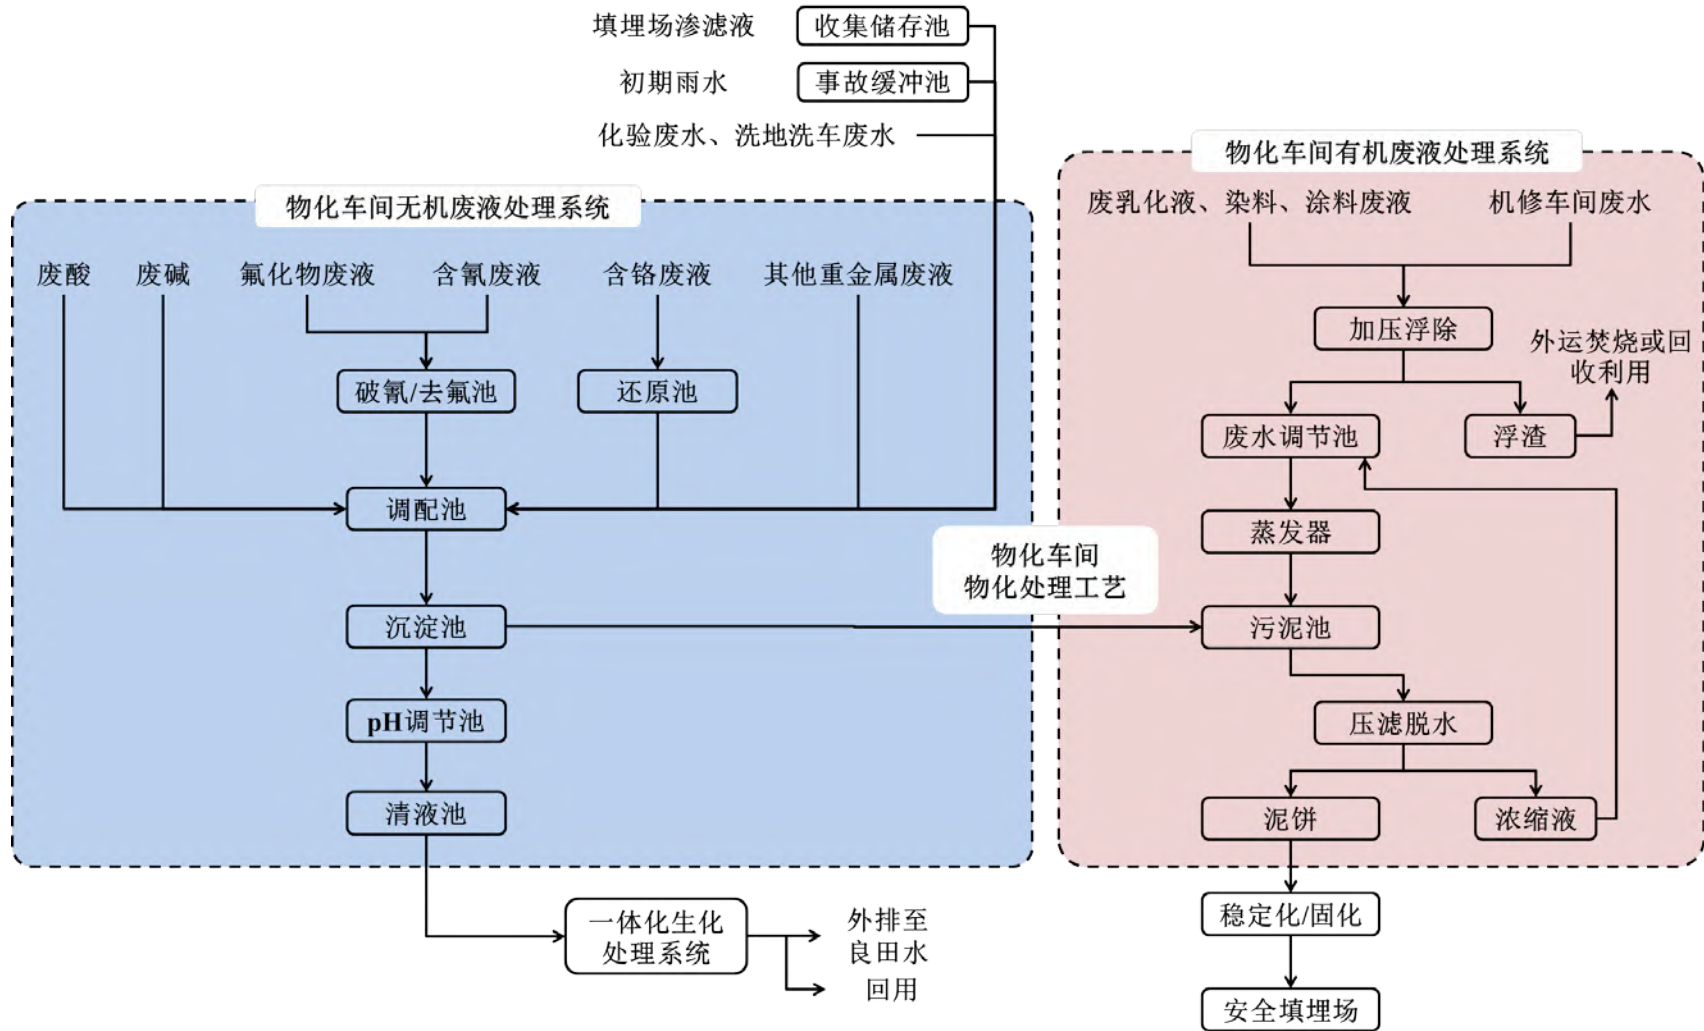 填埋场渗滤液
收集储存池
初期雨水
事故缓冲池
化验废水、洗地洗车废水
物化车间有机废液处理系统
物化车间无机废液处理系统
废乳化液、染料、涂料废液
机修车间废水
废酸
废碱
氟化物废液
含氰废液
含铬废液
其他重金属废液
加压浮除
外运焚烧或回
收利用
破氰/去氟池
还原池
废水调节池
浮渣
调配池
蒸发器
物化车间
物化处理工艺
沉淀池
污泥池
pH调节池
压滤脱水
清液池
泥饼
浓缩液
一体化生化
处理系统
外排至
良田水
回用
稳定化/固化
安全填埋场